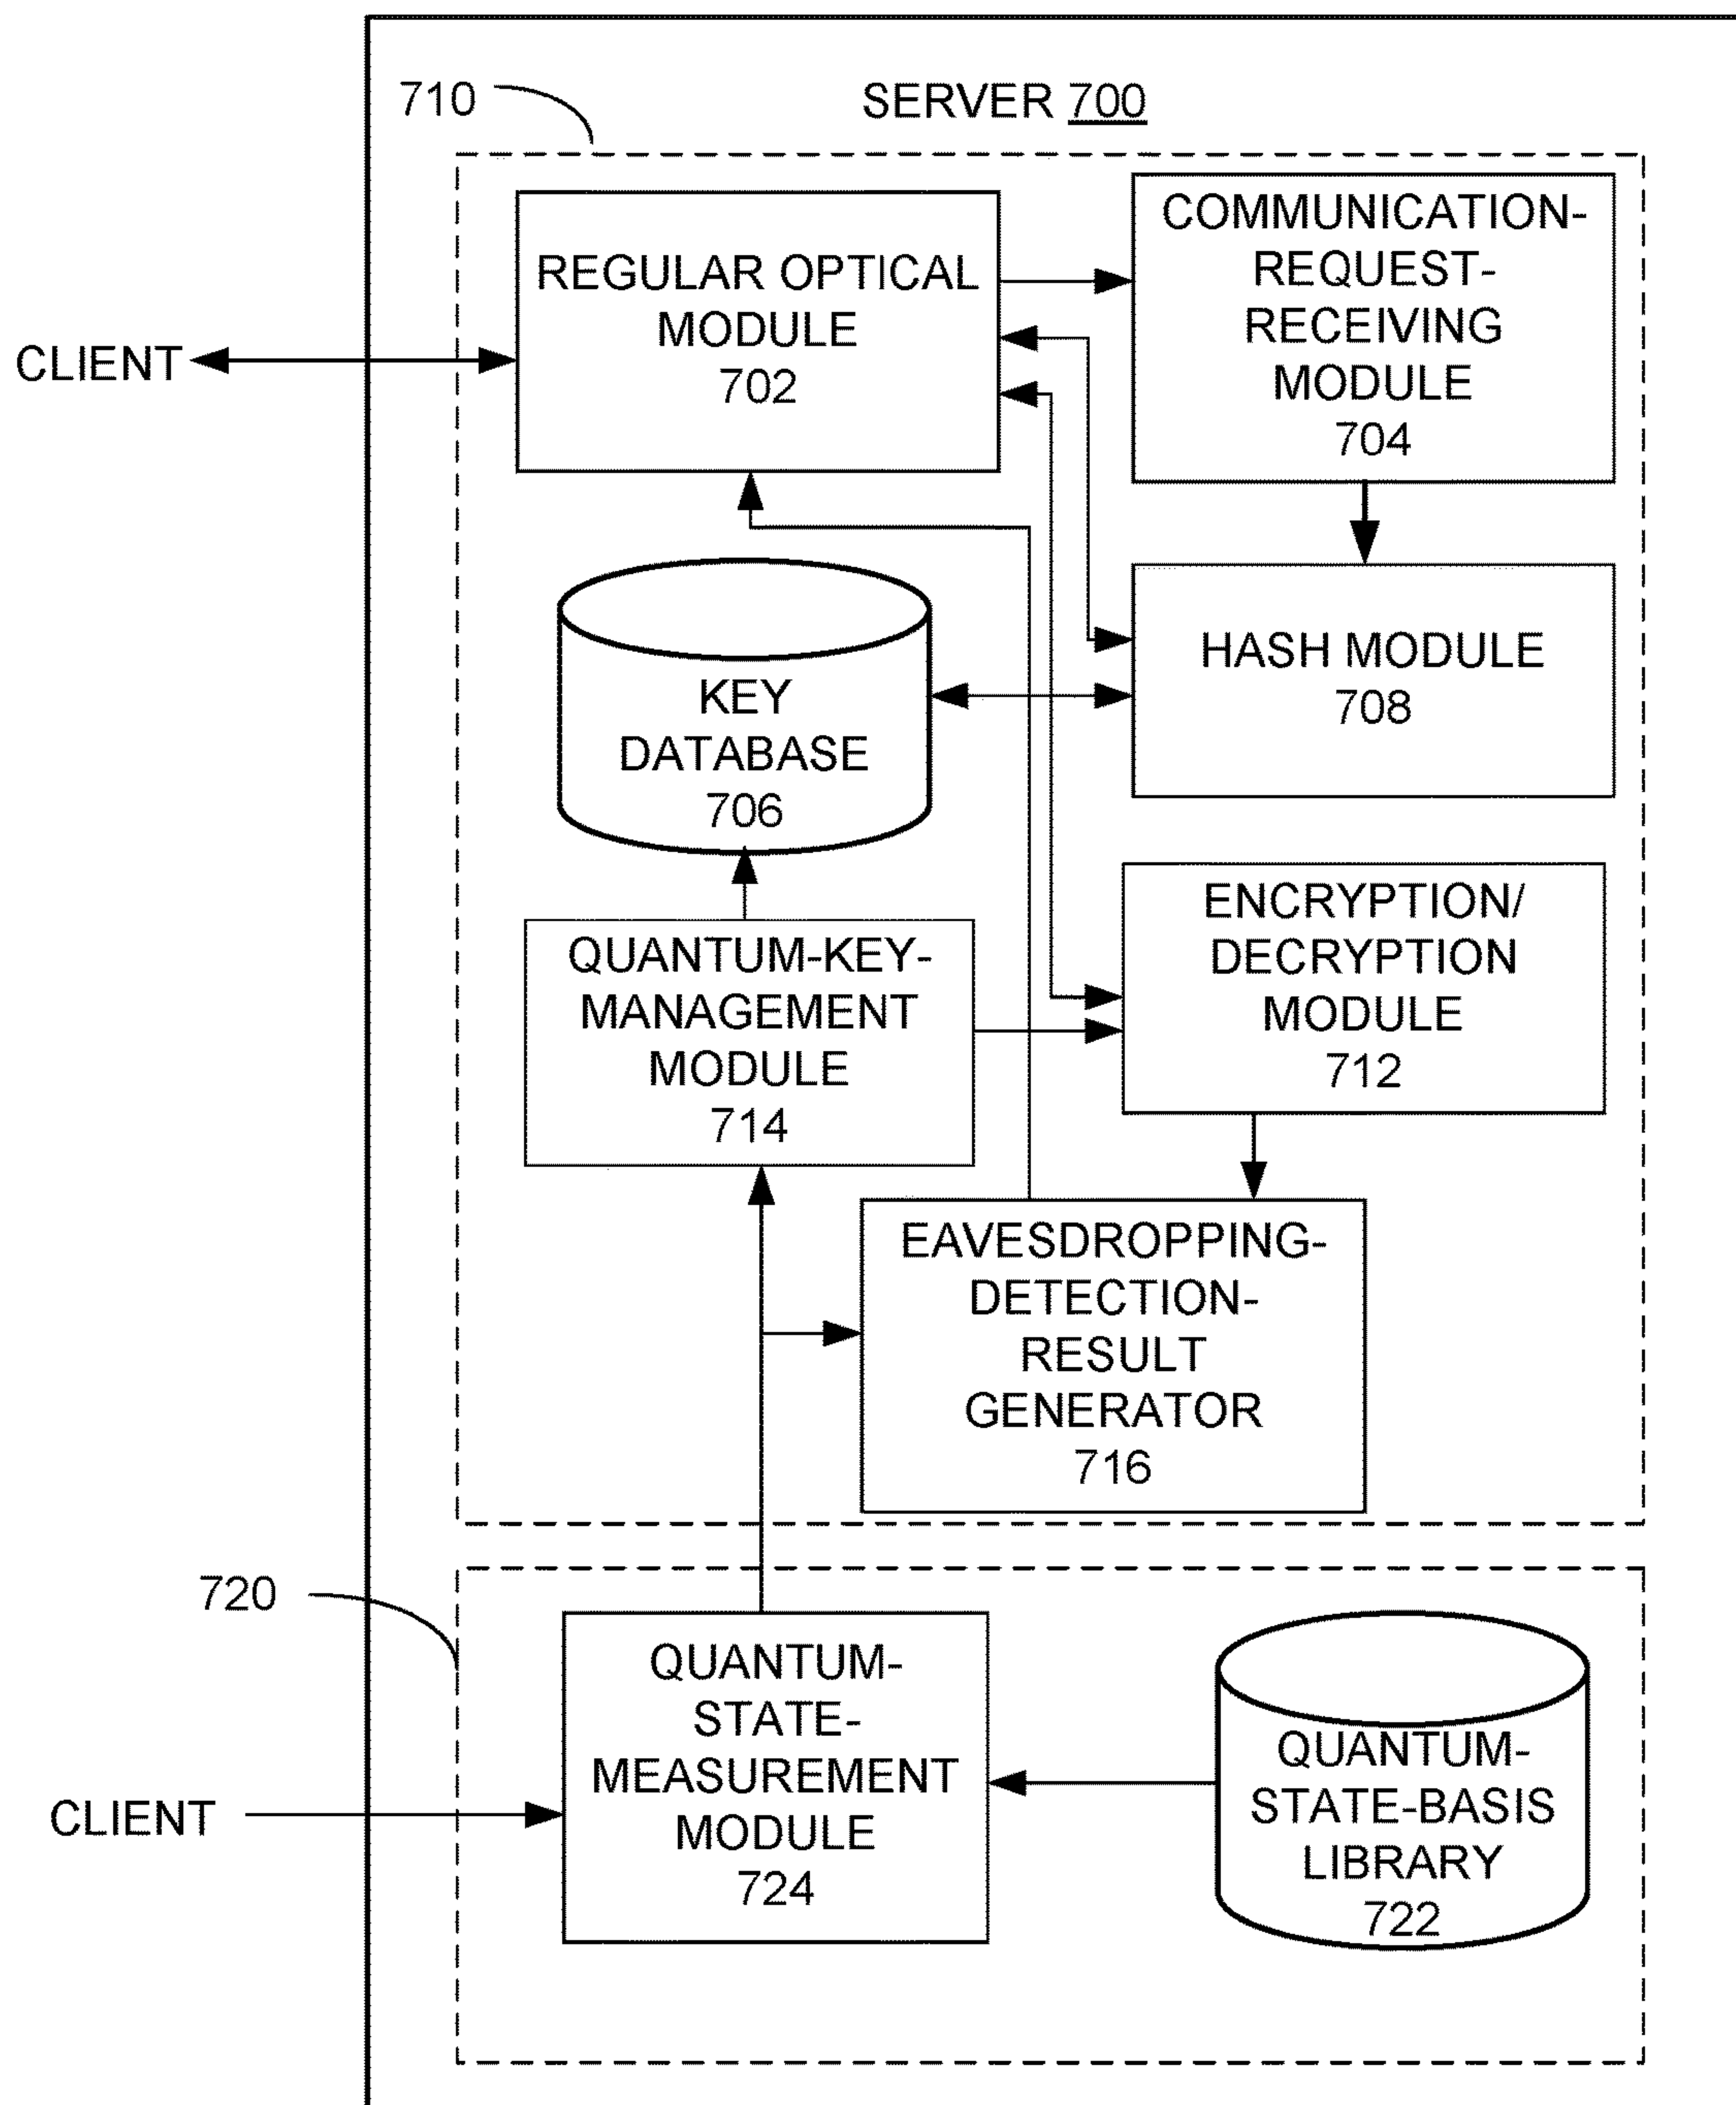 710
SERVER 700
REGULAR OPTICAL
MODULE
702
COMMUNICATION-
REQUEST-
RECEIVING
MODULE
704
CLIENT
KEY
DATABASE
706
HASH MODULE
708
QUANTUM-KEY-
MANAGEMENT
MODULE
714
ENCRYPTION/
DECRYPTION
MODULE
712
EAVESDROPPING-
DETECTION-
RESULT
GENERATOR
716
720
QUANTUM-
STATE-
MEASUREMENT
MODULE
724
QUANTUM-
STATE-BASIS
LIBRARY
722
CLIENT